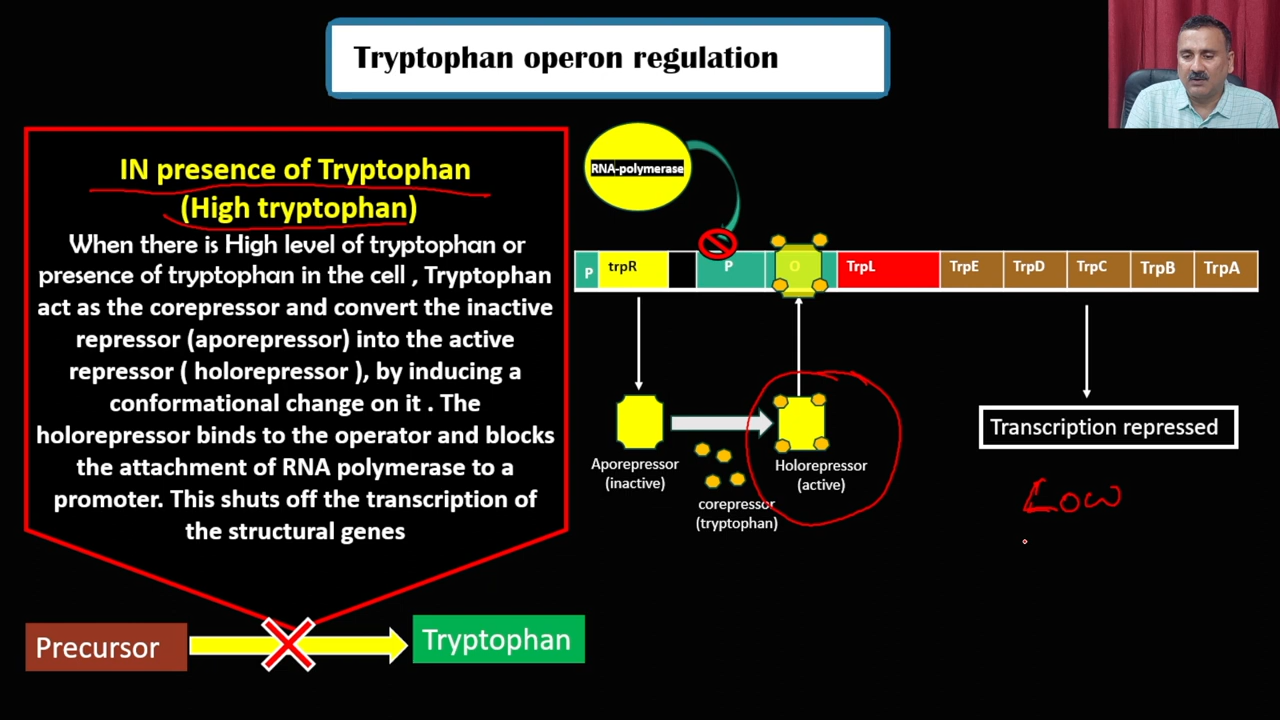 Tryptophan operon regulation
IN presence of Tryptophan
(High tryptophan)
When there is High level of tryptophan or
presence of tryptophan in the cell , Tryptophan
act as the corepressor and convert the inactive
repressor (aporepressor) into the active
repressor ( holorepressor ), by inducing a
conformational change on it . The
holorepressor binds to the operator and blocks
the attachment of RNA polymerase to a
promoter. This shuts off the transcription of
the structural genes
RNA-polymerase
P
trpR
P
O
TrpL
TrpE
TrpD
TrpC
TrpB
TrpA
Aporepressor
(inactive)
corepressor
(tryptophan)
Holorepressor
(active)
Transcription repressed
Low
Precursor
Tryptophan